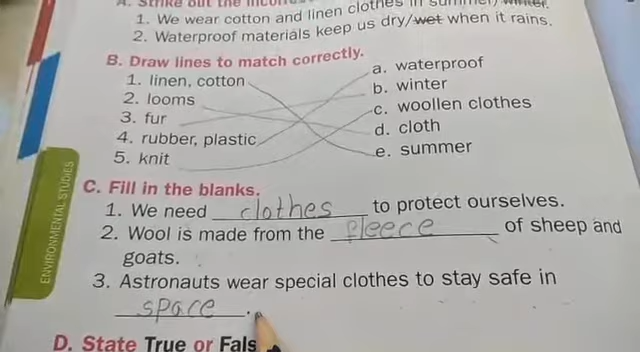 A. Strike out the incorrect
1. We wear cotton and linen clothes in summer/winter.
2. Waterproof materials keep us dry/wet when it rains.
B. Draw lines to match correctly.
1. linen, cotton a. waterproof
2. looms b. winter
3. fur c. woollen clothes
4. rubber, plastic d. cloth
5. knit e. summer
ENVIRONMENTAL STUDIES
C. Fill in the blanks.
1. We need clothes to protect ourselves.
2. Wool is made from the fleece of sheep and
goats.
3. Astronauts wear special clothes to stay safe in
space.
D. State True or Fals